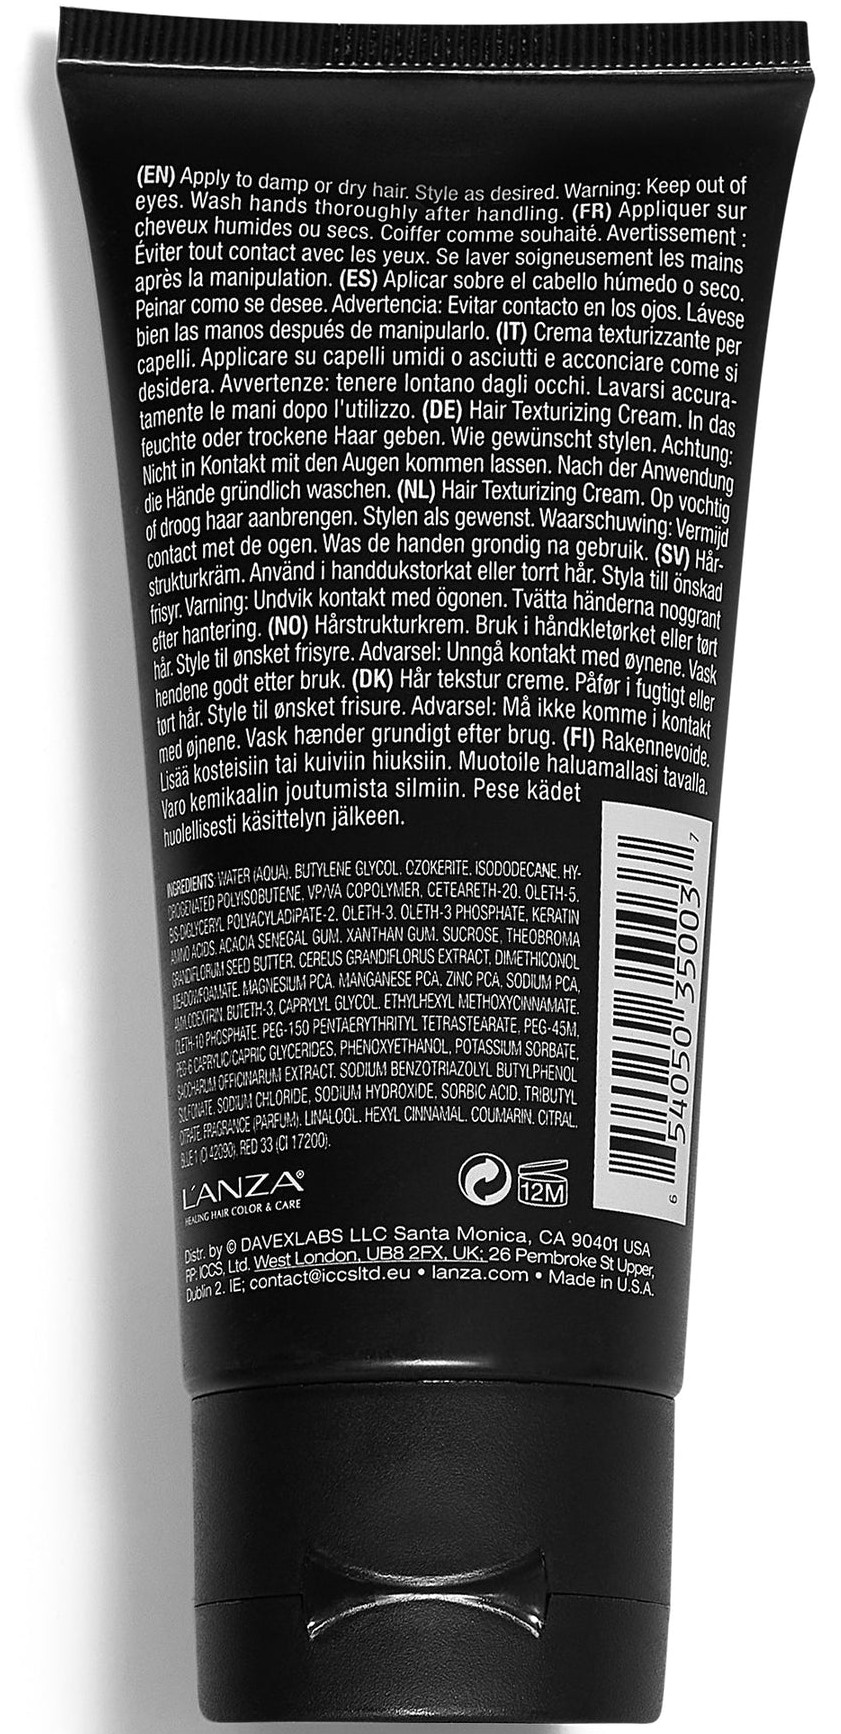 (EN) Apply to damp or dry hair. Style as desired. Warning: Keep out of
eyes. Wash hands thoroughly after handling. (FR) Appliquer sur
cheveux humides ou secs. Coiffer comme souhaité. Avertissement :
Éviter tout contact avec les yeux. Se laver soigneusement les mains
après la manipulation. (ES) Aplicar sobre el cabello húmedo o seco.
Peinar como se desee. Advertencia: Evitar contacto en los ojos. Lávese
bien las manos después de manipularlo. (IT) Crema texturizzante per
capelli. Applicare su capelli umidi o asciutti e acconciare come si
desidera. Avvertenze: tenere lontano dagli occhi. Lavarsi accura-
tamente le mani dopo l'utilizzo. (DE) Hair Texturizing Cream. In das
feuchte oder trockene Haar geben. Wie gewünscht stylen. Achtung:
Nicht in Kontakt mit den Augen kommen lassen. Nach der Anwendung
die Hände gründlich waschen. (NL) Hair Texturizing Cream. Op vochtig
of droog haar aanbrengen. Stylen als gewenst. Waarschuwing: Vermijd
contact met de ogen. Was de handen grondig na gebruik. (SV) Hår-
strukturkräm. Använd i handdukstorkat eller torrt hår. Styla till önskad
frisyr. Varning: Undvik kontakt med ögonen. Tvätta händerna noggrant
efter hantering. (NO) Hårstrukturkrem. Bruk i håndkletørket eller tørt
hår. Style til ønsket frisyre. Advarsel: Unngå kontakt med øynene. Vask
hendene godt etter bruk. (DK) Hår tekstur creme. Påfør i fugtigt eller
tørt hår. Style til ønsket frisure. Advarsel: Må ikke komme i kontakt
med øjnene. Vask hænder grundigt efter brug. (FI) Rakennevoide.
Lisää kosteisiin tai kuiviin hiuksiin. Muotoile haluamallasi tavalla.
Varo kemikaalin joutumista silmiin. Pese kädet
huolellisesti käsittelyn jälkeen.
INGREDIENTS: WATER (AQUA). BUTYLENE GLYCOL. OZOKERITE. ISODODECANE. HY-
DROGENATED POLYISOBUTENE. VP/VA COPOLYMER, CETEARETH-20. OLETH-5.
BIS-DIGLYCERYL POLYACYLADIPATE-2. OLETH-3. OLETH-3 PHOSPHATE, KERATIN
AMINO ACIDS. ACACIA SENEGAL GUM. XANTHAN GUM. SUCROSE, THEOBROMA
GRANDIFLORUM SEED BUTTER. CEREUS GRANDIFLORUS EXTRACT. DIMETHICONOL
MEADOWFOAMATE. MAGNESIUM PCA. MANGANESE PCA. ZINC PCA, SODIUM PCA,
AMYLODEXTRIN. BUTETH-3, CAPRYLYL GLYCOL. ETHYLHEXYL METHOXYCINNAMATE.
OLETH-10 PHOSPHATE. PEG-150 PENTAERYTHRITYL TETRASTEARATE, PEG-45M,
PEG-6 CAPRYLIC/CAPRIC GLYCERIDES, PHENOXYETHANOL, POTASSIUM SORBATE,
SACCHARUM OFFICINARUM EXTRACT. SODIUM BENZOTRIAZOLYL BUTYLPHENOL
SULFONATE, SODIUM CHLORIDE, SODIUM HYDROXIDE, SORBIC ACID. TRIBUTYL
CITRATE. FRAGRANCE (PARFUM). LINALOOL. HEXYL CINNAMAL. COUMARIN. CITRAL.
BLUE 1 (CI 42090), RED 33 (CI 17200).
6 54050 35003 7
L'ANZA®
HEALING HAIR COLOR & CARE
12M
Distr. by © DAVEXLABS LLC Santa Monica, CA 90401 USA
RP: ICCS, Ltd. West London, UB8 2FX, UK; 26 Pembroke St Upper,
Dublin 2. IE; contact@iccsltd.eu • lanza.com • Made in U.S.A.